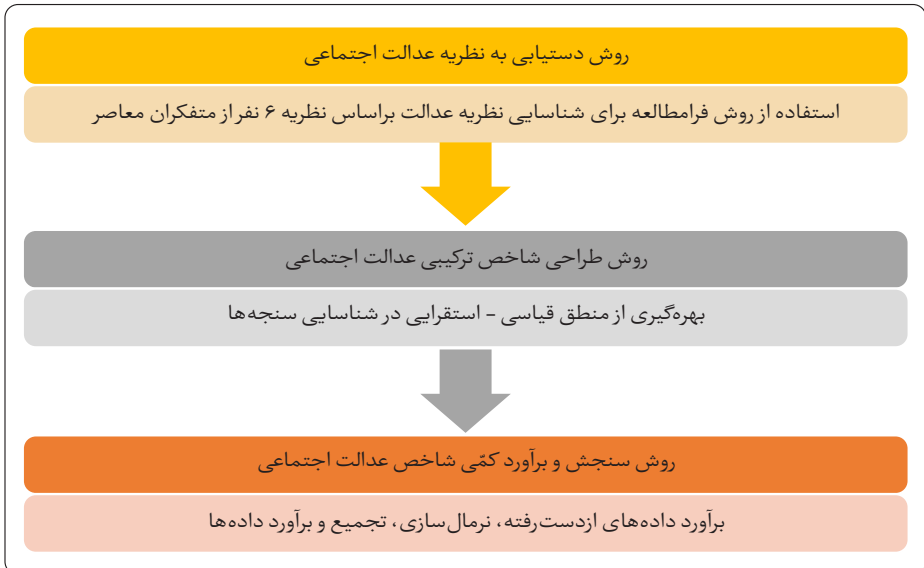 روش دستیابی به نظریه عدالت اجتماعی
استفاده از روش فرامطالعه برای شناسایی نظریه عدالت براساس نظریه ۶ نفر از متفکران معاصر
روش طراحی شاخص ترکیبی عدالت اجتماعی
بهره‌گیری از منطق قیاسی - استقرایی در شناسایی سنجه‌ها
روش سنجش و برآورد کمّی شاخص عدالت اجتماعی
برآورد داده‌های ازدست‌رفته، نرمال‌سازی، تجمیع و برآورد داده‌ها